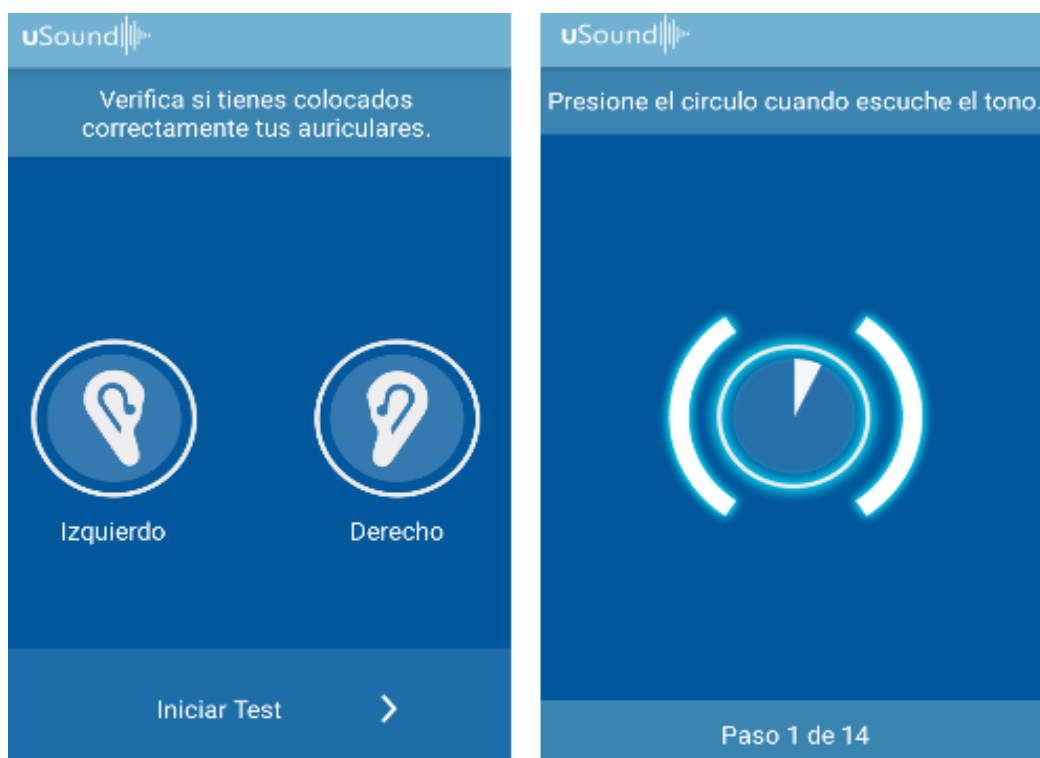 uSound
Verifica si tienes colocados
correctamente tus auriculares.
Izquierdo
Derecho
Iniciar Test
uSound
Presione el circulo cuando escuche el tono.
Paso 1 de 14